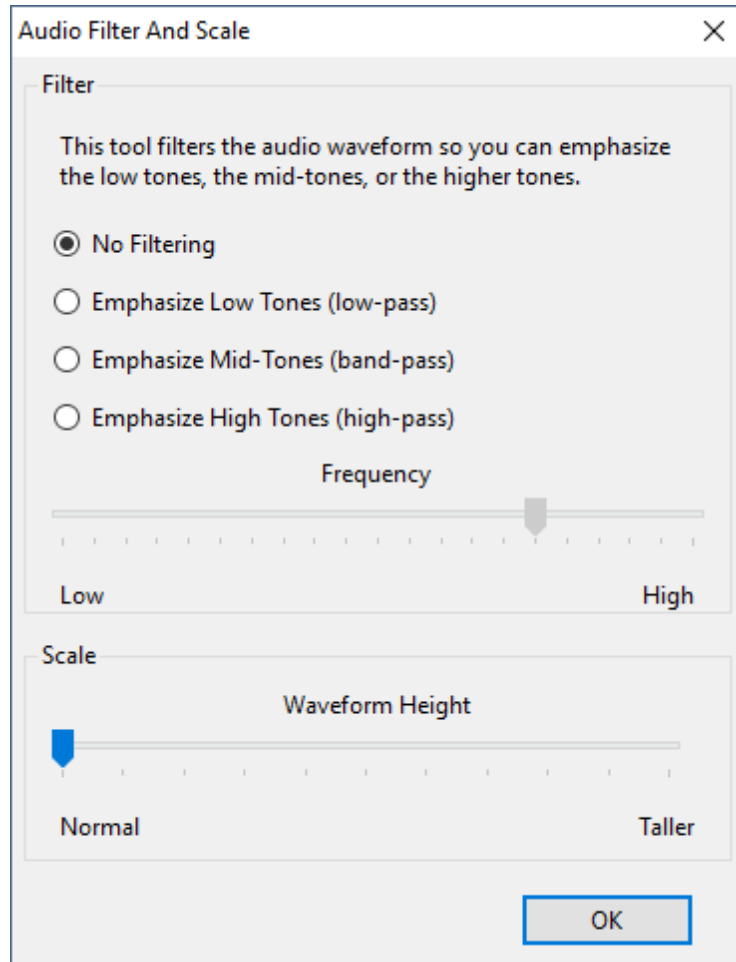 Audio Filter And Scale
Filter
This tool filters the audio waveform so you can emphasize
the low tones, the mid-tones, or the higher tones.
No Filtering
Emphasize Low Tones (low-pass)
Emphasize Mid-Tones (band-pass)
Emphasize High Tones (high-pass)
Frequency
Low High
Scale
Waveform Height
Normal Taller
OK